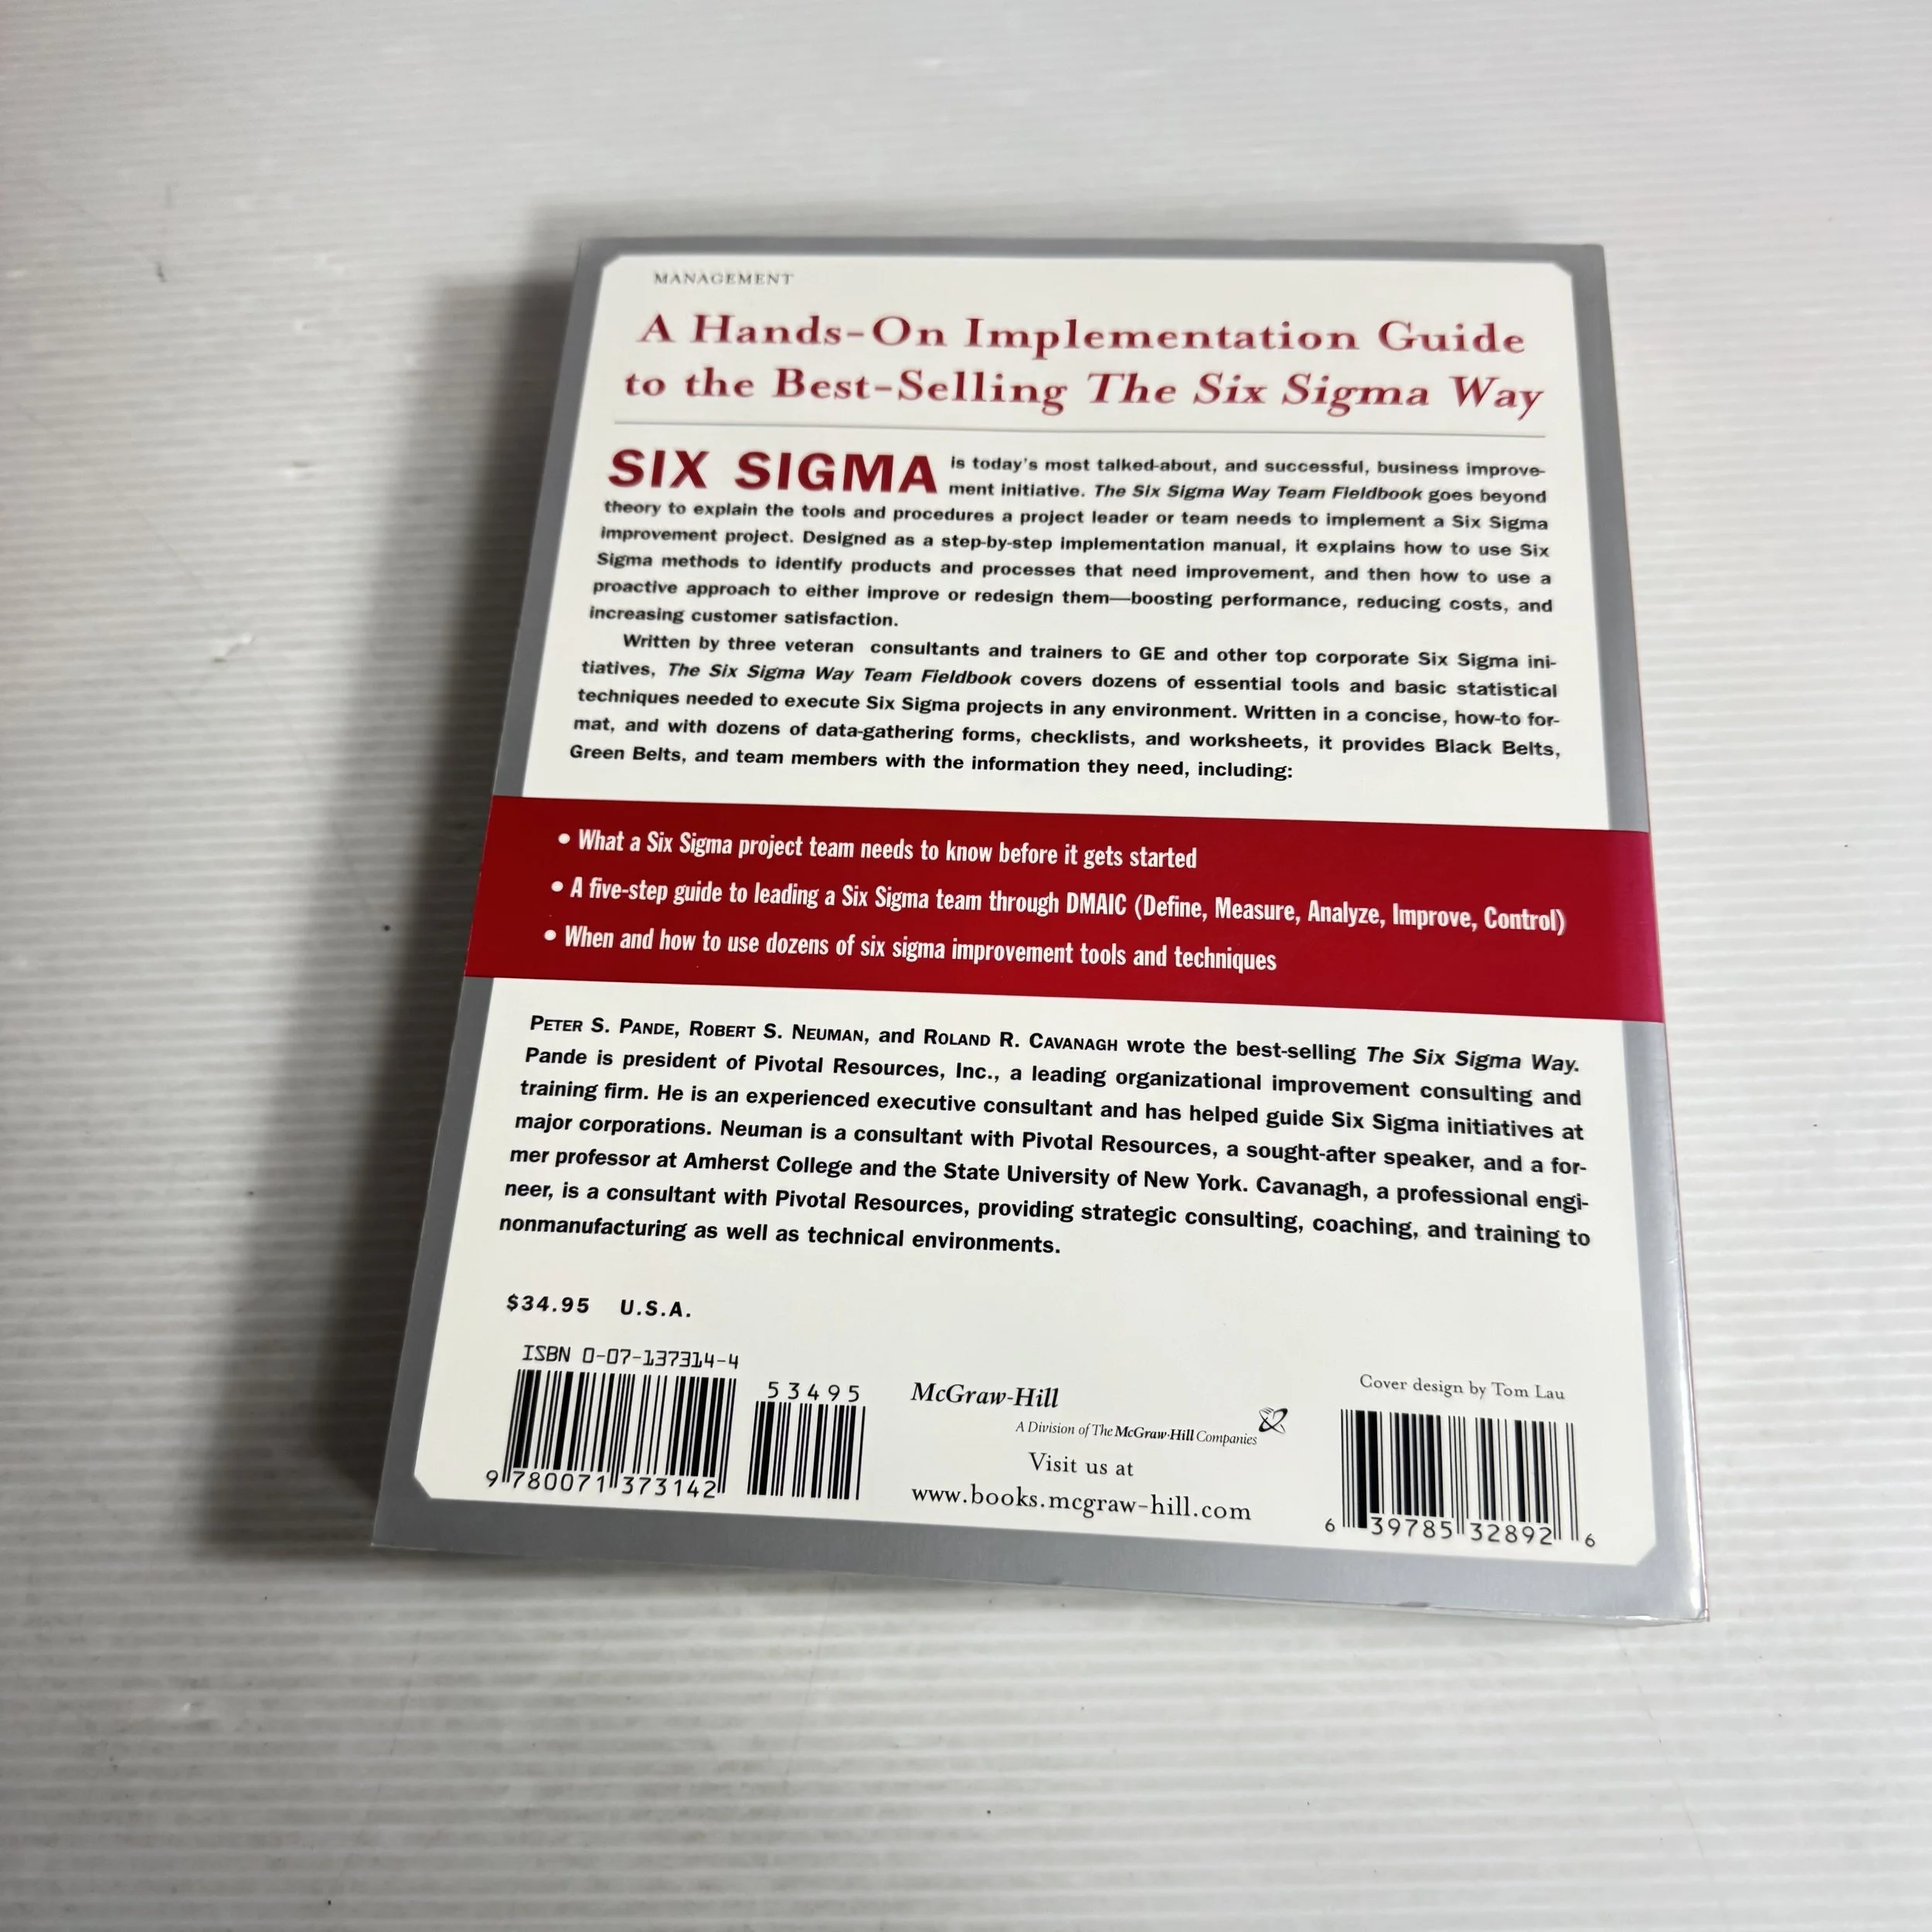 MANAGEMENT
A Hands-On Implementation Guide
to the Best-Selling The Six Sigma Way
SIX SIGMA is today's most talked-about, and successful, business improve-
ment initiative. The Six Sigma Way Team Fieldbook goes beyond
theory to explain the tools and procedures a project leader or team needs to implement a Six Sigma
improvement project. Designed as a step-by-step implementation manual, it explains how to use Six
Sigma methods to identify products and processes that need improvement, and then how to use a
proactive approach to either improve or redesign them—boosting performance, reducing costs, and
increasing customer satisfaction.
Written by three veteran consultants and trainers to GE and other top corporate Six Sigma ini-
tiatives, The Six Sigma Way Team Fieldbook covers dozens of essential tools and basic statistical
techniques needed to execute Six Sigma projects in any environment. Written in a concise, how-to for-
mat, and with dozens of data-gathering forms, checklists, and worksheets, it provides Black Belts,
Green Belts, and team members with the information they need, including:
• What a Six Sigma project team needs to know before it gets started
• A five-step guide to leading a Six Sigma team through DMAIC (Define, Measure, Analyze, Improve, Control)
• When and how to use dozens of six sigma improvement tools and techniques
PETER S. PANDE, ROBERT S. NEUMAN, and ROLAND R. CAVANAGH wrote the best-selling The Six Sigma Way.
Pande is president of Pivotal Resources, Inc., a leading organizational improvement consulting and
training firm. He is an experienced executive consultant and has helped guide Six Sigma initiatives at
major corporations. Neuman is a consultant with Pivotal Resources, a sought-after speaker, and a for-
mer professor at Amherst College and the State University of New York. Cavanagh, a professional engi-
neer, is a consultant with Pivotal Resources, providing strategic consulting, coaching, and training to
nonmanufacturing as well as technical environments.
$34.95 U.S.A.
ISBN 0-07-137314-4
53495
9 780071 373142
McGraw-Hill
A Division of The McGraw-Hill Companies
Visit us at
www.books.mcgraw-hill.com
Cover design by Tom Lau
6 39785 32892 6